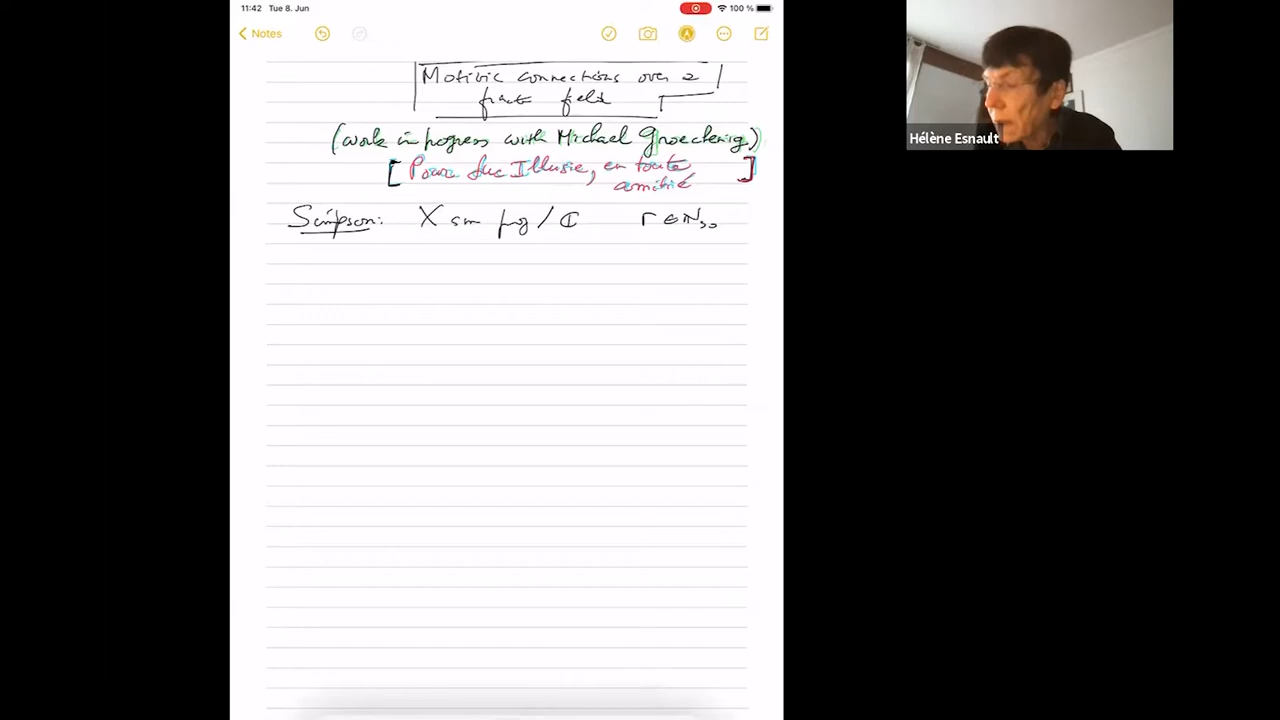 11:42 Tue 8. Jun 100 %
Notes
Motivic connections over a
finite field
(work in progress with Michael Groechenig)
[Pour Luc Illusie, en toute
amitié]
Simpson: X sm proj / ℂ r ∈ ℕ>0
Hélène Esnault